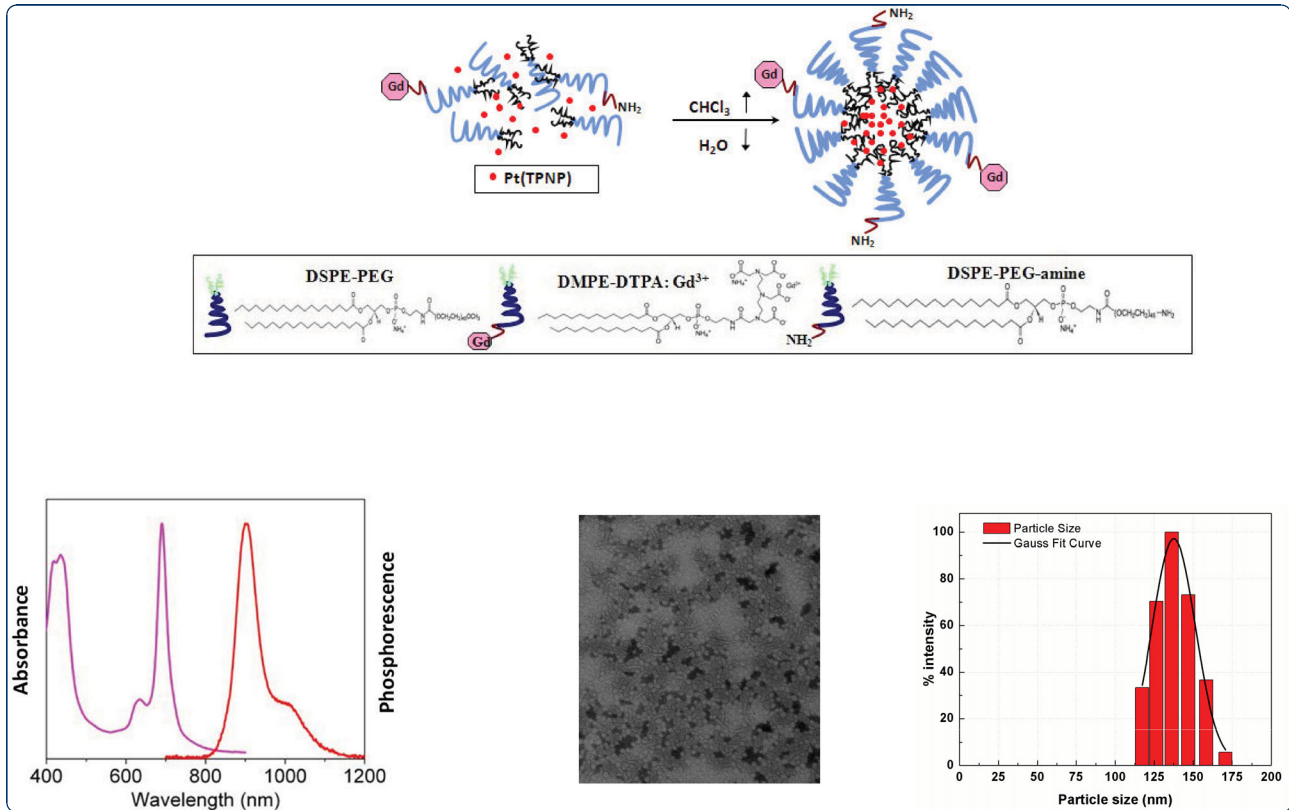 NH₂
Gd
Gd
NH₂
CHCl₃
H₂O
Pt(TPNP)
Gd
NH₂
DSPE-PEG
DMPE-DTPA: Gd³⁺
DSPE-PEG-amine
Gd
NH₂
Absorbance
Phosphorescence
400 600 800 1000 1200
Wavelength (nm)
Particle Size
Gauss Fit Curve
% intensity
100
80
60
40
20
0
0 25 50 75 100 125 150 175 200
Particle size (nm)